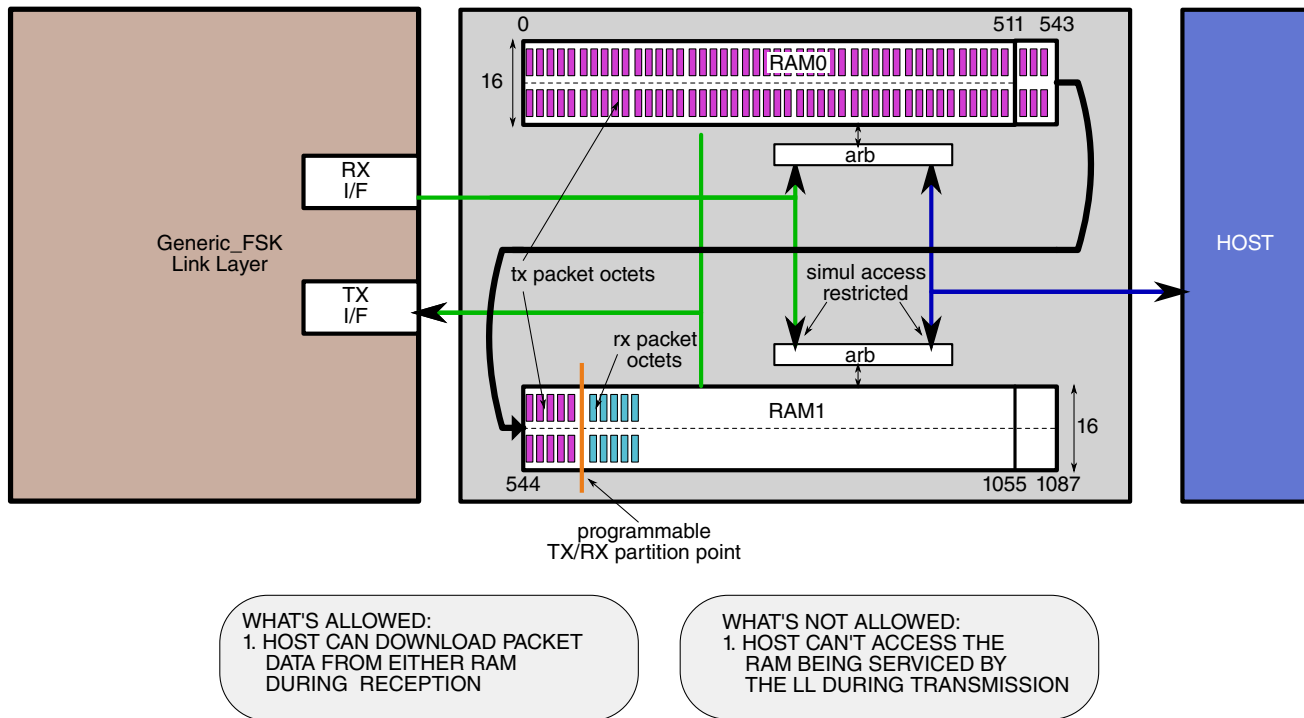 0
511
543
16
RAM0
arb
RX
I/F
Generic_FSK
Link Layer
HOST
tx packet octets
simul access
restricted
TX
I/F
rx packet
octets
arb
RAM1
16
544
1055
1087
programmable
TX/RX partition point
WHAT'S ALLOWED:
1. HOST CAN DOWNLOAD PACKET
DATA FROM EITHER RAM
DURING RECEPTION
WHAT'S NOT ALLOWED:
1. HOST CAN'T ACCESS THE
RAM BEING SERVICED BY
THE LL DURING TRANSMISSION